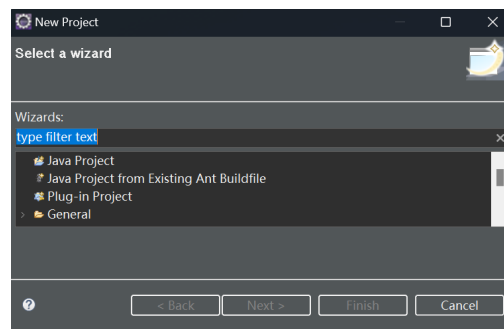 New Project
Select a wizard
Wizards:
type filter text
Java Project
Java Project from Existing Ant Buildfile
Plug-in Project
General
< Back Next > Finish Cancel